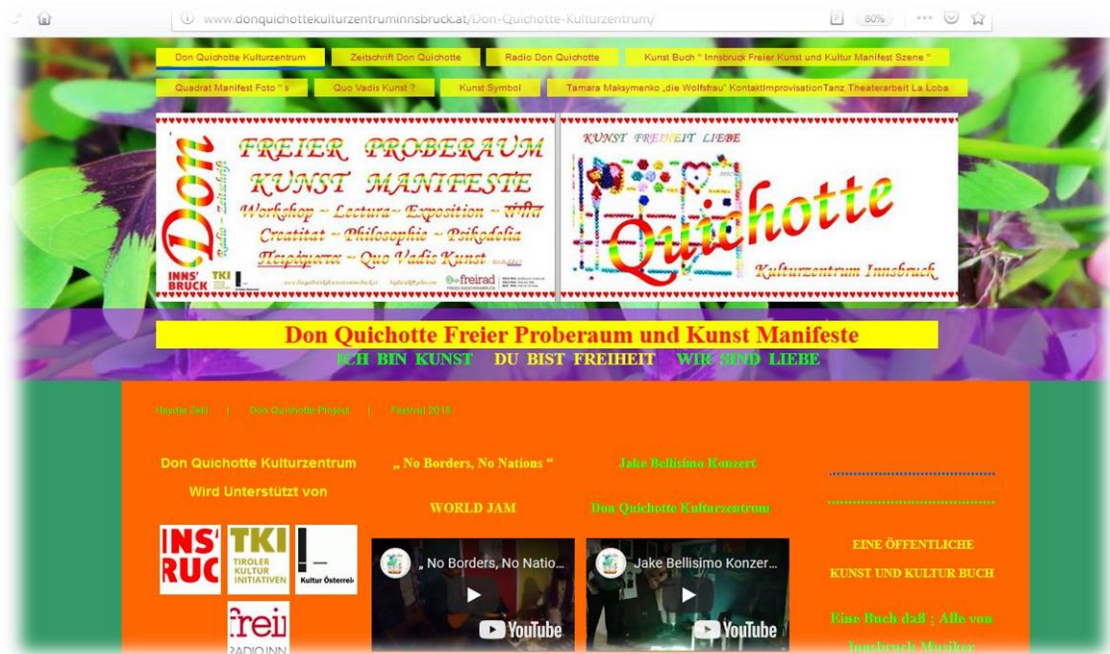 www.donquichottekulturzentruminnsbruck.at/Don-Quichotte-Kulturzentrum/
80%
Don Quichotte Kulturzentrum
Zeitschrift Don Quichotte
Radio Don Quichotte
Kunst Buch " Innsbruck Freier Kunst und Kultur Manifest Szene "
Quadrat Manifest Foto " s
Quo Vadis Kunst ?
Kunst Symbol
Tamara Maksymenko „die Wolfsfrau" KontaktImprovisationTanz Theaterarbeit La Loba
Don
Radio ~ Zeitschrift
FREIER PROBERAUM
KUNST MANIFESTE
Workshop ~ Lectura ~ Exposition ~ संगीत
Creatitat ~ Philosophie ~ Psikodelia
Πειράματα ~ Quo Vadis Kunst
INNS'
BRUCK
TKI
freirad
KUNST FREIHEIT LIEBE
Quichotte
Kulturzentrum Innsbruck
Don Quichotte Freier Proberaum und Kunst Manifeste
ICH BIN KUNST DU BIST FREIHEIT WIR SIND LIEBE
Haydar Zeki | Don Quichotte Project | Festival 2018
Don Quichotte Kulturzentrum
Wird Unterstützt von
INS'
RUC
TKI
TIROLER
KULTUR
INITIATIVEN
Kultur Österrei
frei
RADIO INN
„ No Borders, No Nations “
WORLD JAM
„ No Borders, No Natio...
YouTube
Jake Bellisimo Konzert
Don Quichotte Kulturzentrum
Jake Bellisimo Konzer...
YouTube
EINE ÖFFENTLICHE
KUNST UND KULTUR BUCH
Eine Buch daß ; Alle von
Innsbruck Musiker